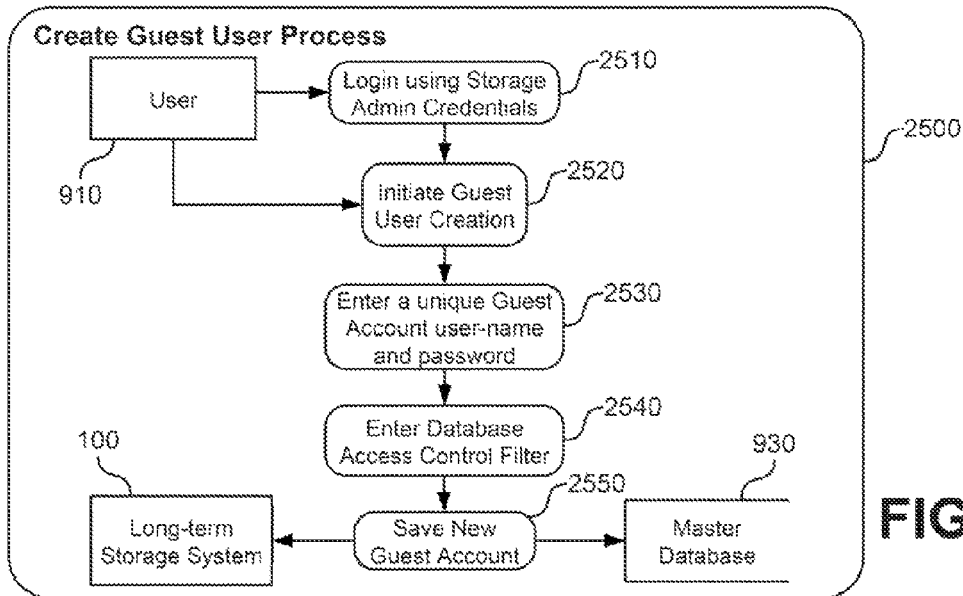 Create Guest User Process
User
910
Login using Storage
Admin Credentials
2510
2500
Initiate Guest
User Creation
2520
Enter a unique Guest
Account user-name
and password
2530
Enter Database
Access Control Filter
2540
100
Long-term
Storage System
Save New
Guest Account
2550
930
Master
Database
FIG